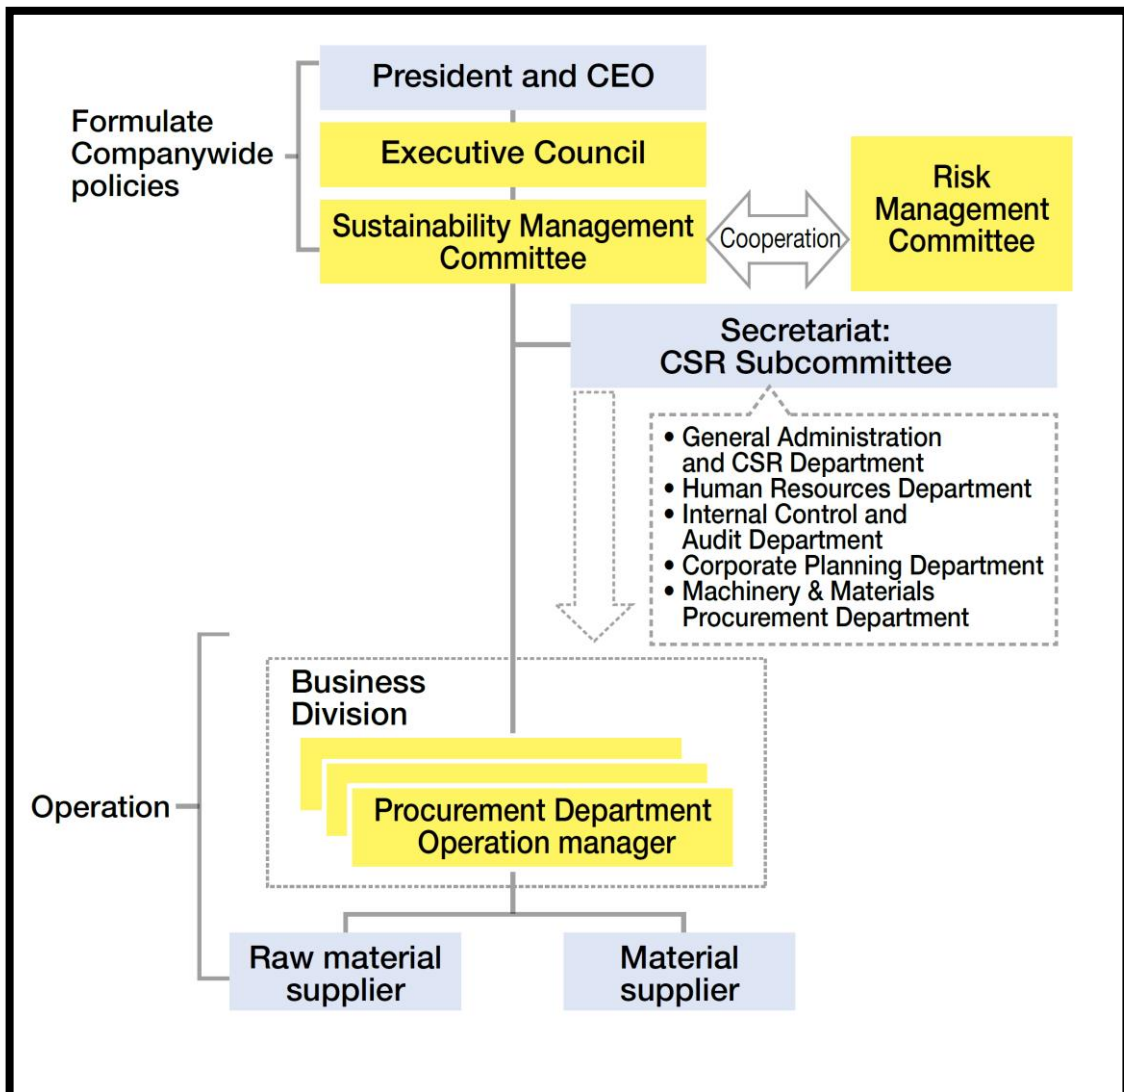 President and CEO
Formulate
Companywide
policies
Executive Council
Sustainability Management
Committee
Cooperation
Risk
Management
Committee
Secretariat:
CSR Subcommittee
• General Administration
and CSR Department
• Human Resources Department
• Internal Control and
Audit Department
• Corporate Planning Department
• Machinery & Materials
Procurement Department
Business
Division
Operation
Procurement Department
Operation manager
Raw material
supplier
Material
supplier